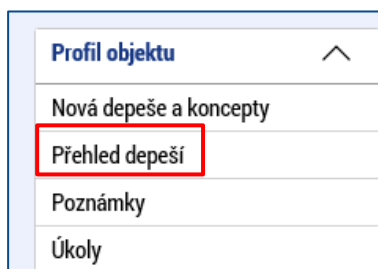 Profil objektu
Nová depeše a koncepty
Přehled depeší
Poznámky
Úkoly